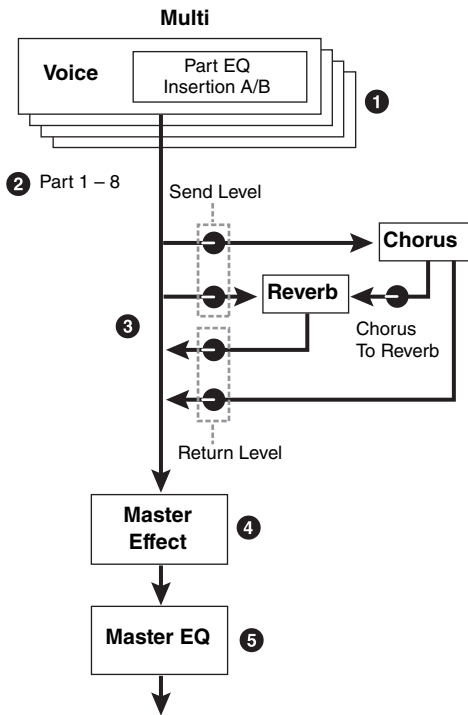 Multi
Voice
Part EQ
Insertion A/B
1
2 Part 1 – 8
Send Level
Chorus
Reverb
3
Chorus
To Reverb
Return Level
Master
Effect
4
Master EQ
5